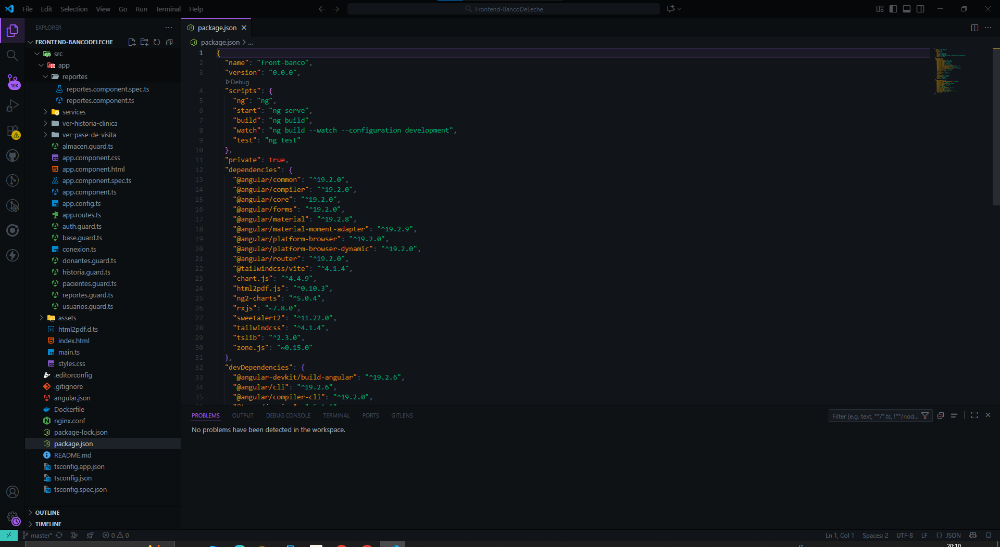 File Edit Selection View Go Run Terminal Help
Frontend-BancoDeLeche
EXPLORER
FRONTEND-BANCODELECHE
src
app
reportes
reportes.component.spec.ts
reportes.component.ts
services
ver-historia-clinica
ver-pase-de-visita
almacen.guard.ts
app.component.css
app.component.html
app.component.spec.ts
app.component.ts
app.config.ts
app.routes.ts
auth.guard.ts
base.guard.ts
conexion.ts
donantes.guard.ts
historia.guard.ts
pacientes.guard.ts
reportes.guard.ts
usuarios.guard.ts
assets
html2pdf.d.ts
index.html
main.ts
styles.css
.editorconfig
.gitignore
angular.json
Dockerfile
nginx.conf
package-lock.json
package.json
README.md
tsconfig.app.json
tsconfig.json
tsconfig.spec.json
OUTLINE
TIMELINE
10K
package.json
package.json > ...
1 {
2 "name": "front-banco",
3 "version": "0.0.0",
Debug
4 "scripts": {
5 "ng": "ng",
6 "start": "ng serve",
7 "build": "ng build",
8 "watch": "ng build --watch --configuration development",
9 "test": "ng test"
10 },
11 "private": true,
12 "dependencies": {
13 "@angular/common": "^19.2.0",
14 "@angular/compiler": "^19.2.0",
15 "@angular/core": "^19.2.0",
16 "@angular/forms": "^19.2.0",
17 "@angular/material": "^19.2.8",
18 "@angular/material-moment-adapter": "^19.2.9",
19 "@angular/platform-browser": "^19.2.0",
20 "@angular/platform-browser-dynamic": "^19.2.0",
21 "@angular/router": "^19.2.0",
22 "@tailwindcss/vite": "^4.1.4",
23 "chart.js": "^4.4.9",
24 "html2pdf.js": "^0.10.3",
25 "ng2-charts": "^5.0.4",
26 "rxjs": "~7.8.0",
27 "sweetalert2": "^11.22.0",
28 "tailwindcss": "^4.1.4",
29 "tslib": "^2.3.0",
30 "zone.js": "~0.15.0"
31 },
32 "devDependencies": {
33 "@angular-devkit/build-angular": "^19.2.6",
34 "@angular/cli": "^19.2.6",
35 "@angular/compiler-cli": "^19.2.0",
PROBLEMS OUTPUT DEBUG CONSOLE TERMINAL PORTS GITLENS
Filter (e.g. text, **/*.ts, !**/nod...
No problems have been detected in the workspace.
master* 0 0
Ln 1, Col 1 Spaces: 2 UTF-8 LF {} JSON
20:10